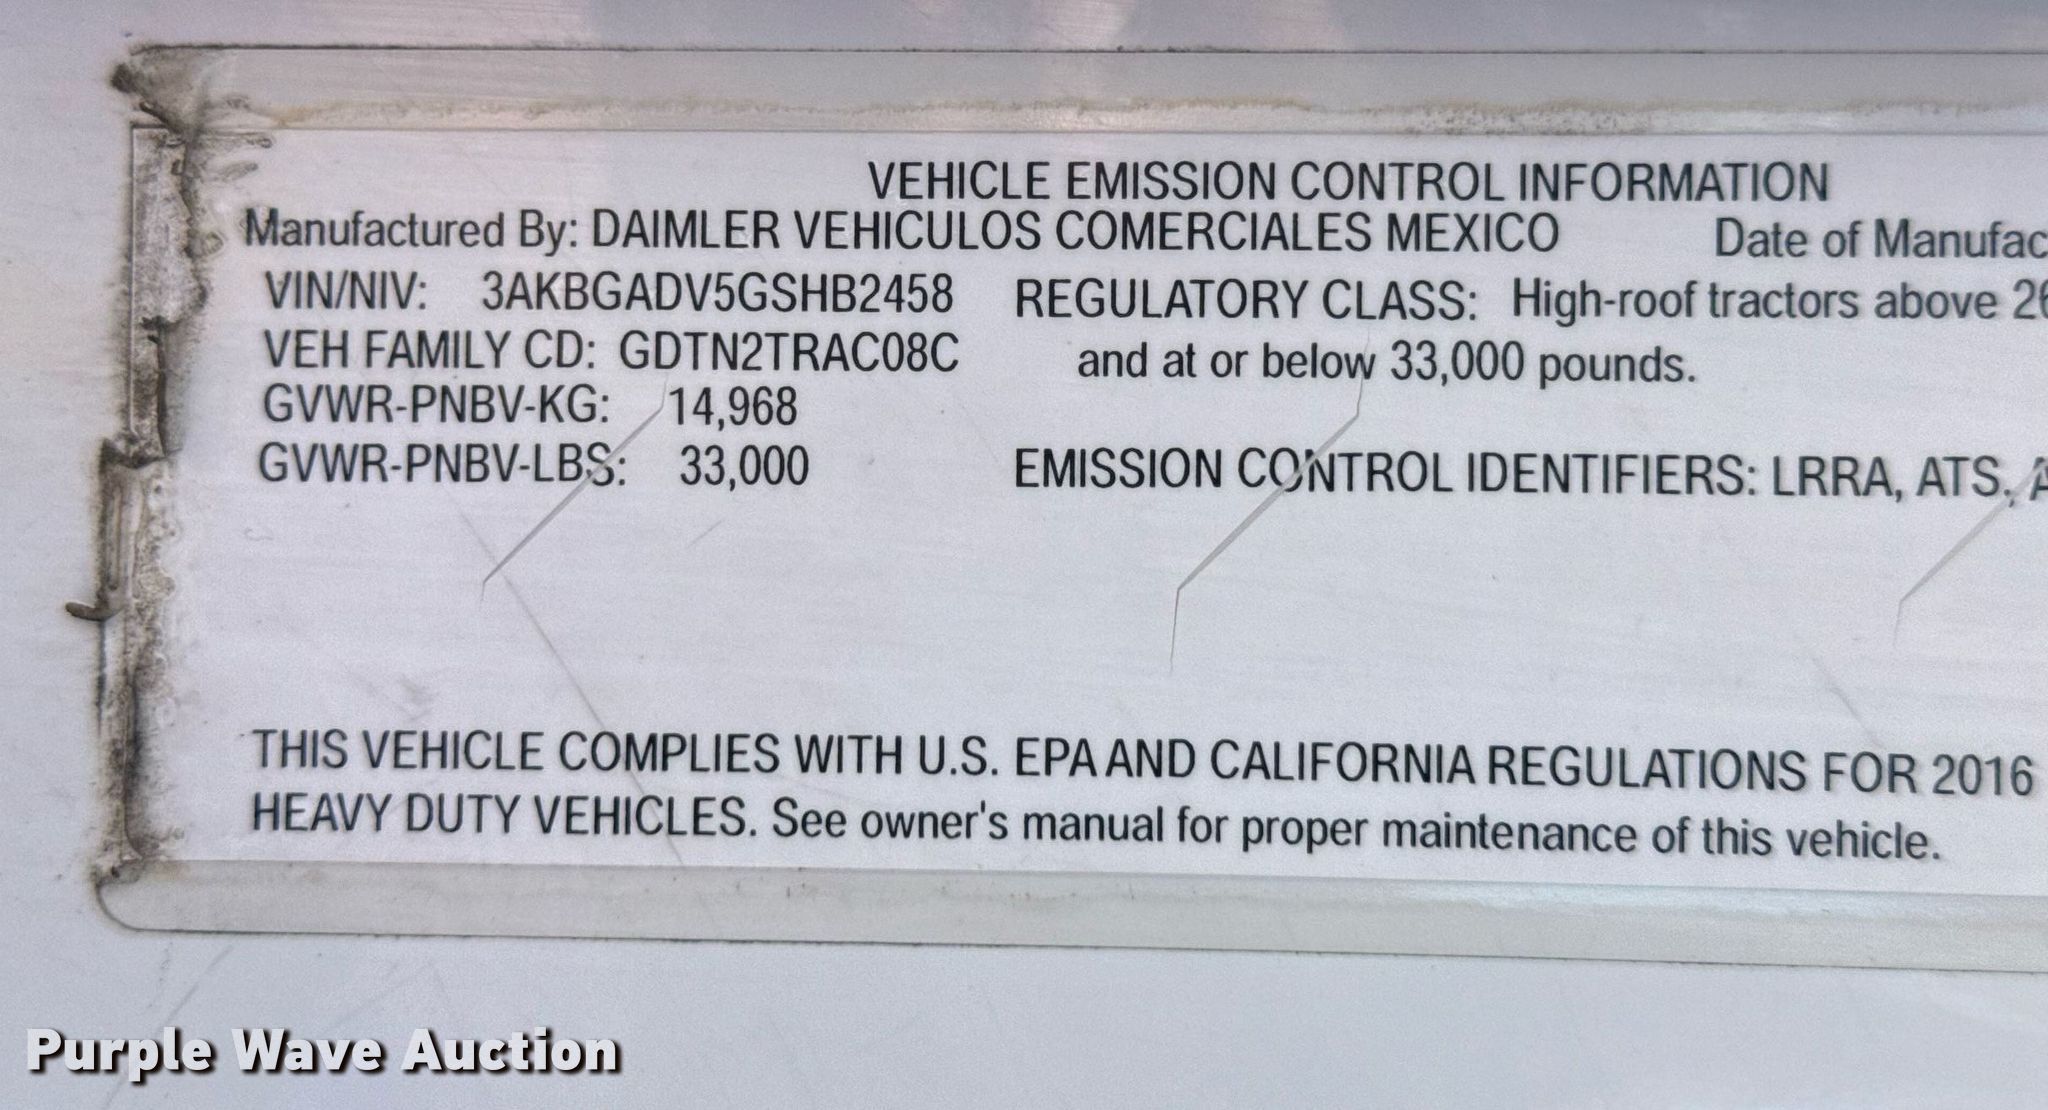 VEHICLE EMISSION CONTROL INFORMATION
Manufactured By: DAIMLER VEHICULOS COMERCIALES MEXICO Date of Manufac
VIN/NIV: 3AKBGADV5GSHB2458 REGULATORY CLASS: High-roof tractors above 26
VEH FAMILY CD: GDTN2TRAC08C and at or below 33,000 pounds.
GVWR-PNBV-KG: 14,968
GVWR-PNBV-LBS: 33,000 EMISSION CONTROL IDENTIFIERS: LRRA, ATS, A
THIS VEHICLE COMPLIES WITH U.S. EPA AND CALIFORNIA REGULATIONS FOR 2016
HEAVY DUTY VEHICLES. See owner's manual for proper maintenance of this vehicle.
Purple Wave Auction